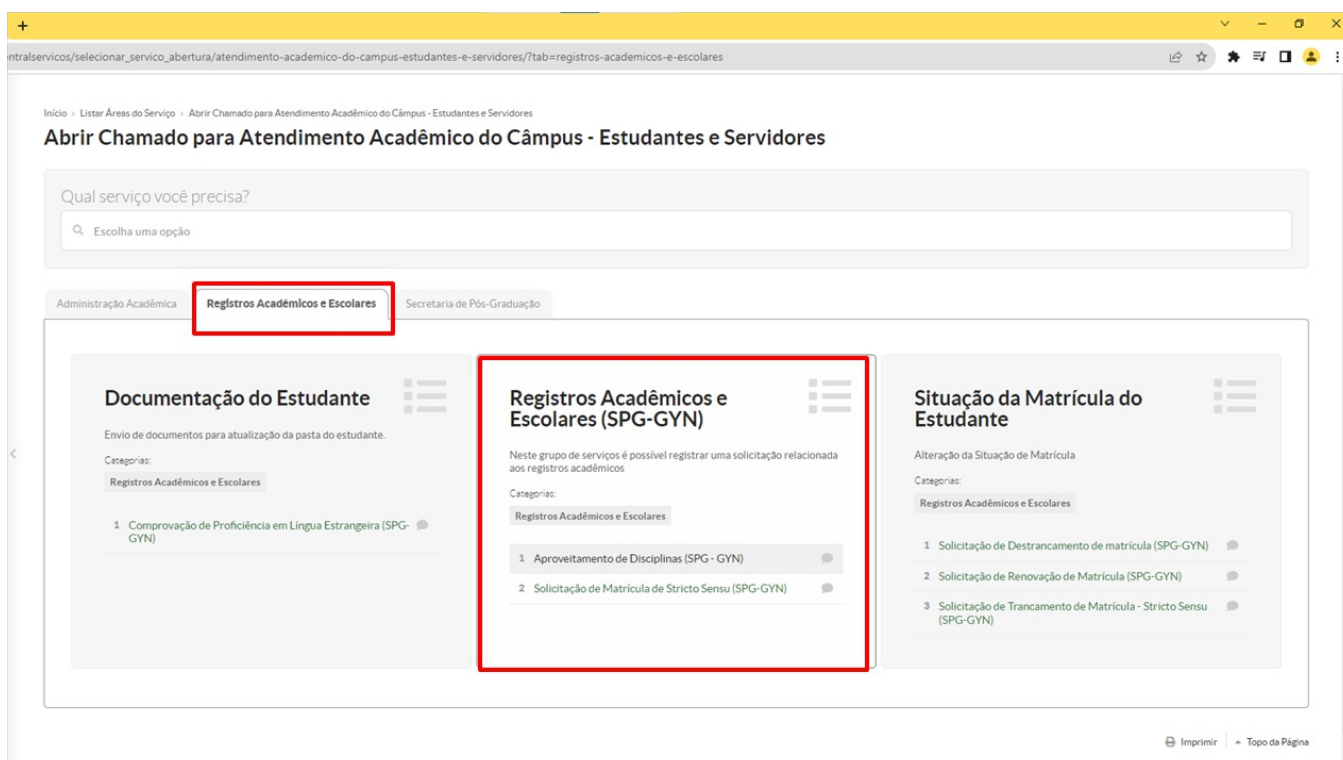 +
ntralservicos/selecionar_servico_abertura/atendimento-academico-do-campus-estudantes-e-servidores/?tab=registros-academicos-e-escolares
Início › Listar Áreas do Serviço › Abrir Chamado para Atendimento Acadêmico do Câmpus - Estudantes e Servidores
Abrir Chamado para Atendimento Acadêmico do Câmpus - Estudantes e Servidores
Qual serviço você precisa?
Escolha uma opção
Administração Acadêmica
Registros Acadêmicos e Escolares
Secretaria de Pós-Graduação
Documentação do Estudante
Envio de documentos para atualização da pasta do estudante.
Categorias:
Registros Acadêmicos e Escolares
1 Comprovação de Proficiência em Língua Estrangeira (SPG-
GYN)
Registros Acadêmicos e
Escolares (SPG-GYN)
Neste grupo de serviços é possível registrar uma solicitação relacionada
aos registros acadêmicos
Categorias:
Registros Acadêmicos e Escolares
1 Aproveitamento de Disciplinas (SPG - GYN)
2 Solicitação de Matrícula de Stricto Sensu (SPG-GYN)
Situação da Matrícula do
Estudante
Alteração da Situação de Matrícula
Categorias:
Registros Acadêmicos e Escolares
1 Solicitação de Destrancamento de matrícula (SPG-GYN)
2 Solicitação de Renovação de Matrícula (SPG-GYN)
3 Solicitação de Trancamento de Matrícula - Stricto Sensu
(SPG-GYN)
Imprimir
Topo da Página